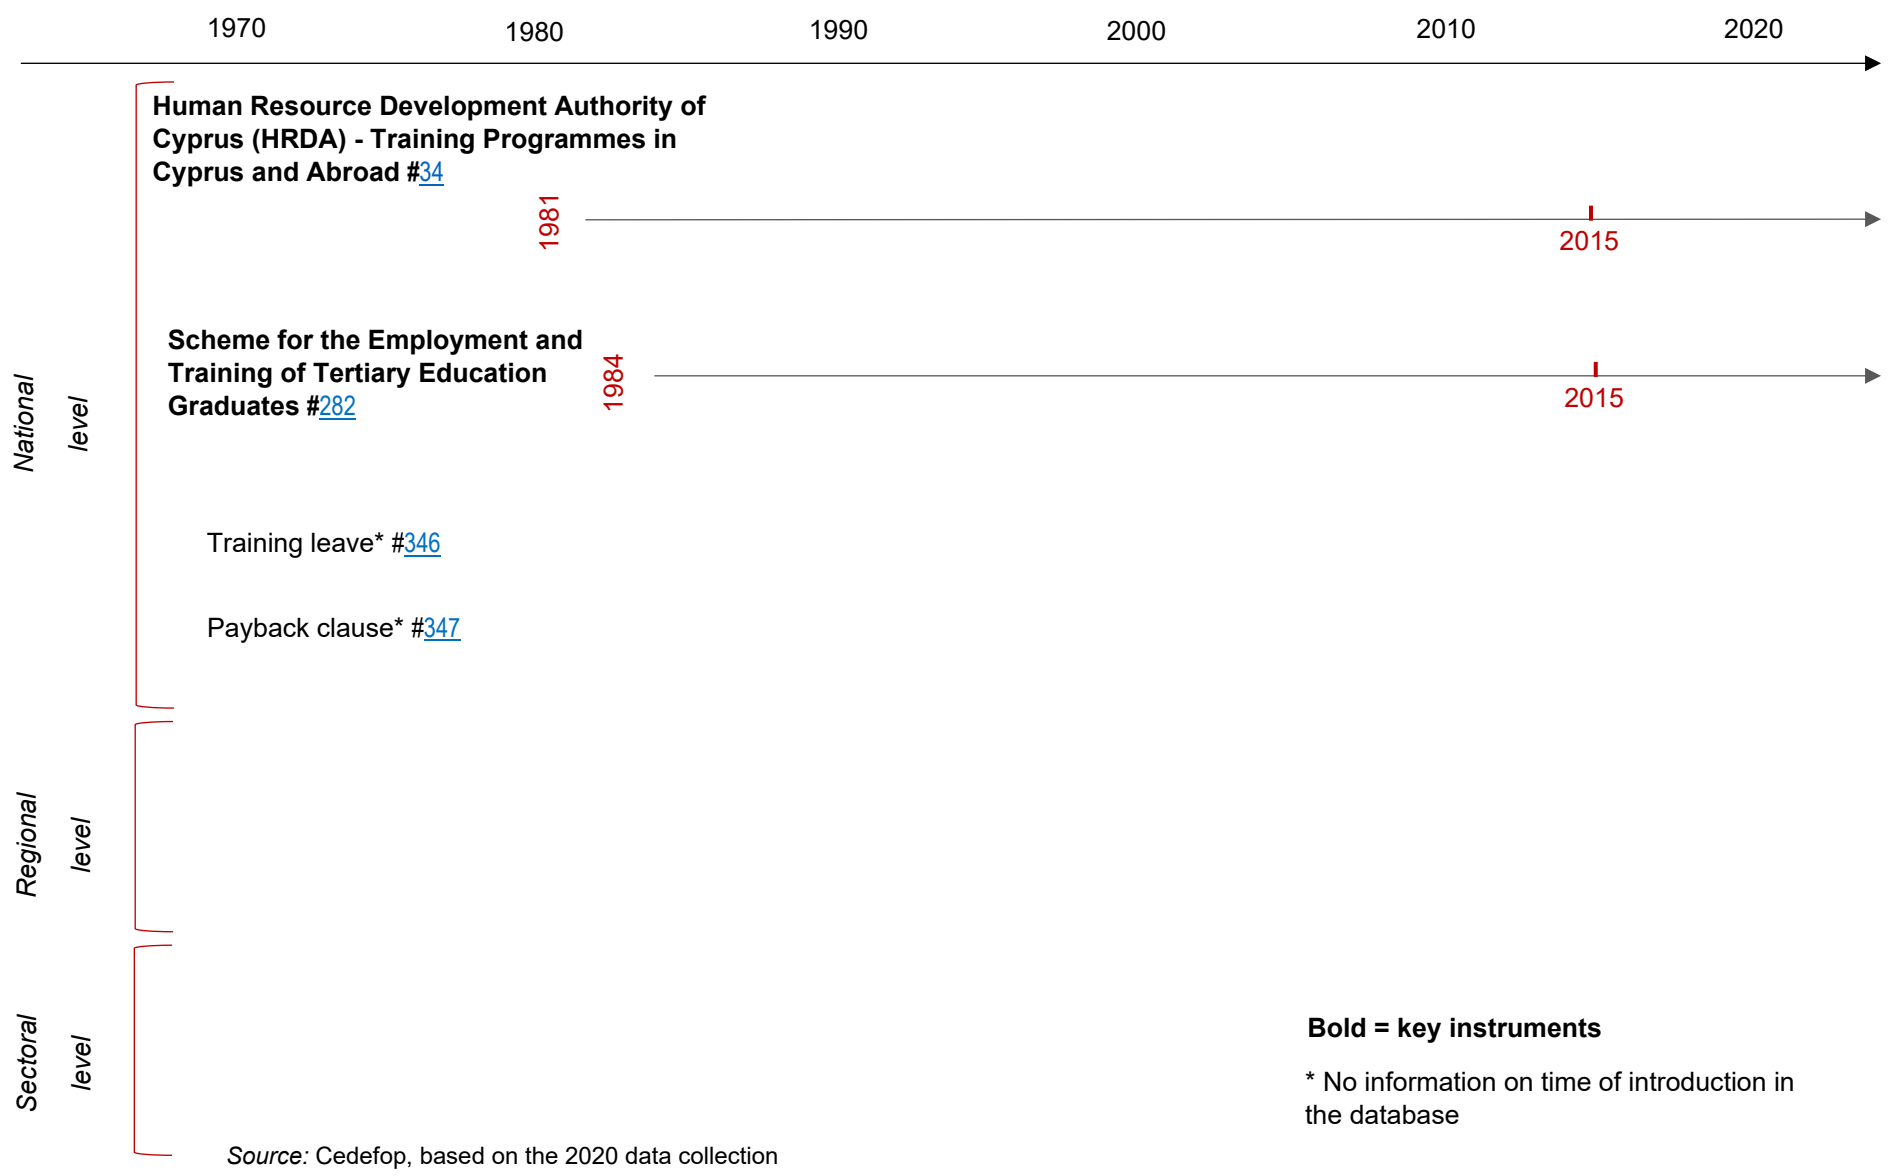 1970 1980 1990 2000 2010 2020
Human Resource Development Authority of
Cyprus (HRDA) - Training Programmes in
Cyprus and Abroad #34
1981
2015
Scheme for the Employment and
Training of Tertiary Education
Graduates #282
1984
2015
National
level
Training leave* #346
Payback clause* #347
Regional
level
Sectoral
level
Bold = key instruments
* No information on time of introduction in
the database
Source: Cedefop, based on the 2020 data collection